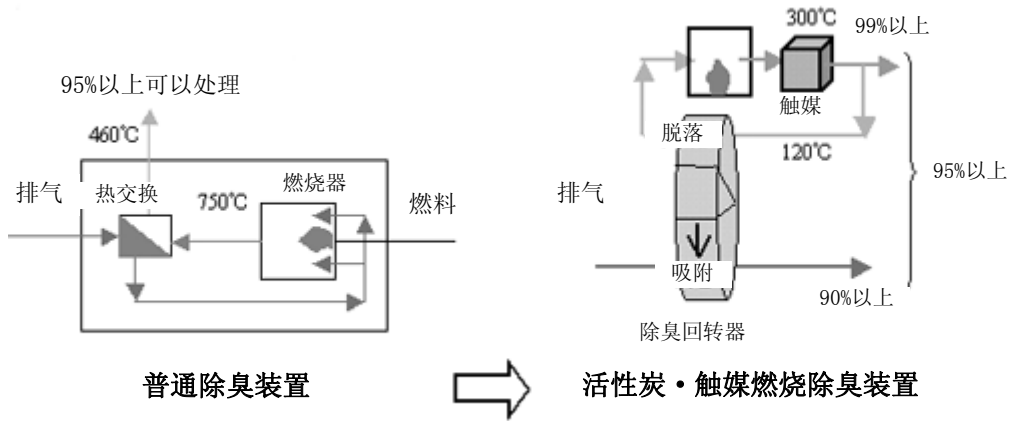 95%以上可以处理
460℃
排气
热交换
750℃
燃烧器
燃料
普通除臭装置
300℃
99%以上
触媒
脱落
120℃
95%以上
排气
吸附
90%以上
除臭回转器
活性炭·触媒燃烧除臭装置